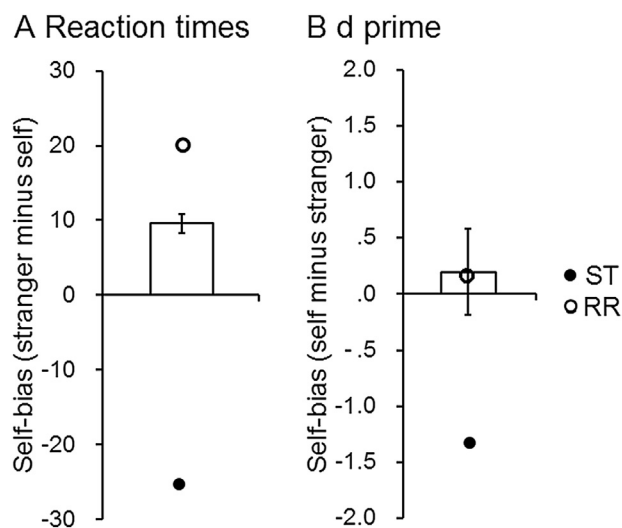 A Reaction times
Self-bias (stranger minus self)
30
20
10
0
-10
-20
-30
B d prime
Self-bias (self minus stranger)
2.0
1.5
1.0
.5
.0
-.5
-1.0
-1.5
-2.0
ST
RR